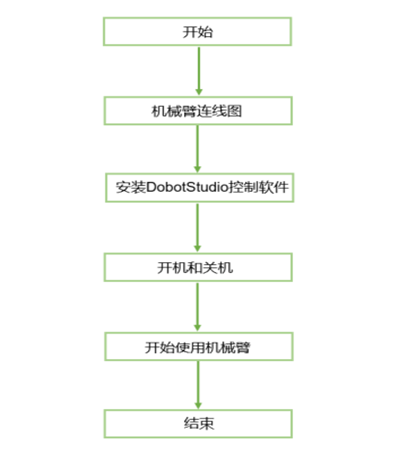 开始
机械臂连线图
安装DobotStudio控制软件
开机和关机
开始使用机械臂
结束